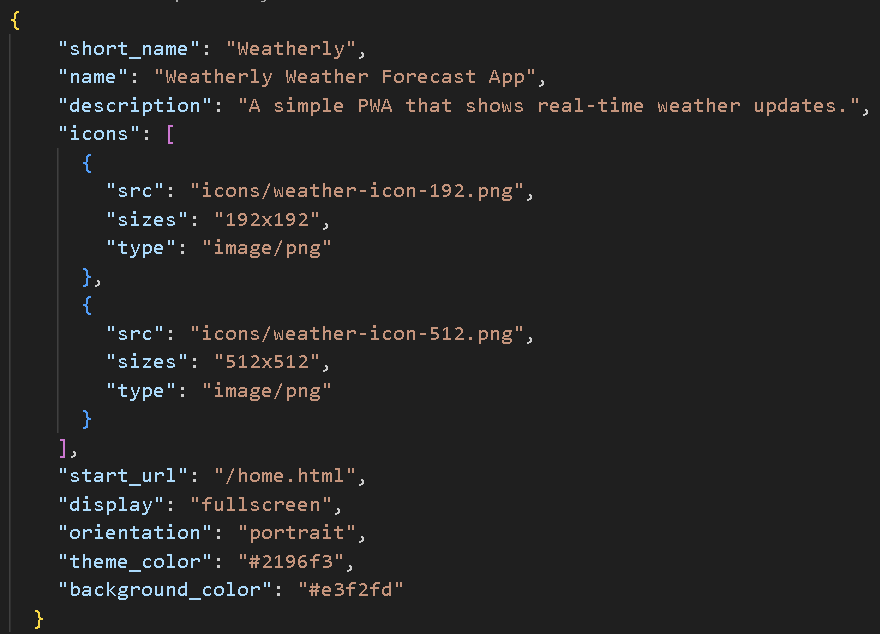 {
"short_name": "Weatherly",
"name": "Weatherly Weather Forecast App",
"description": "A simple PWA that shows real-time weather updates.",
"icons": [
{
"src": "icons/weather-icon-192.png",
"sizes": "192x192",
"type": "image/png"
},
{
"src": "icons/weather-icon-512.png",
"sizes": "512x512",
"type": "image/png"
}
],
"start_url": "/home.html",
"display": "fullscreen",
"orientation": "portrait",
"theme_color": "#2196f3",
"background_color": "#e3f2fd"
}